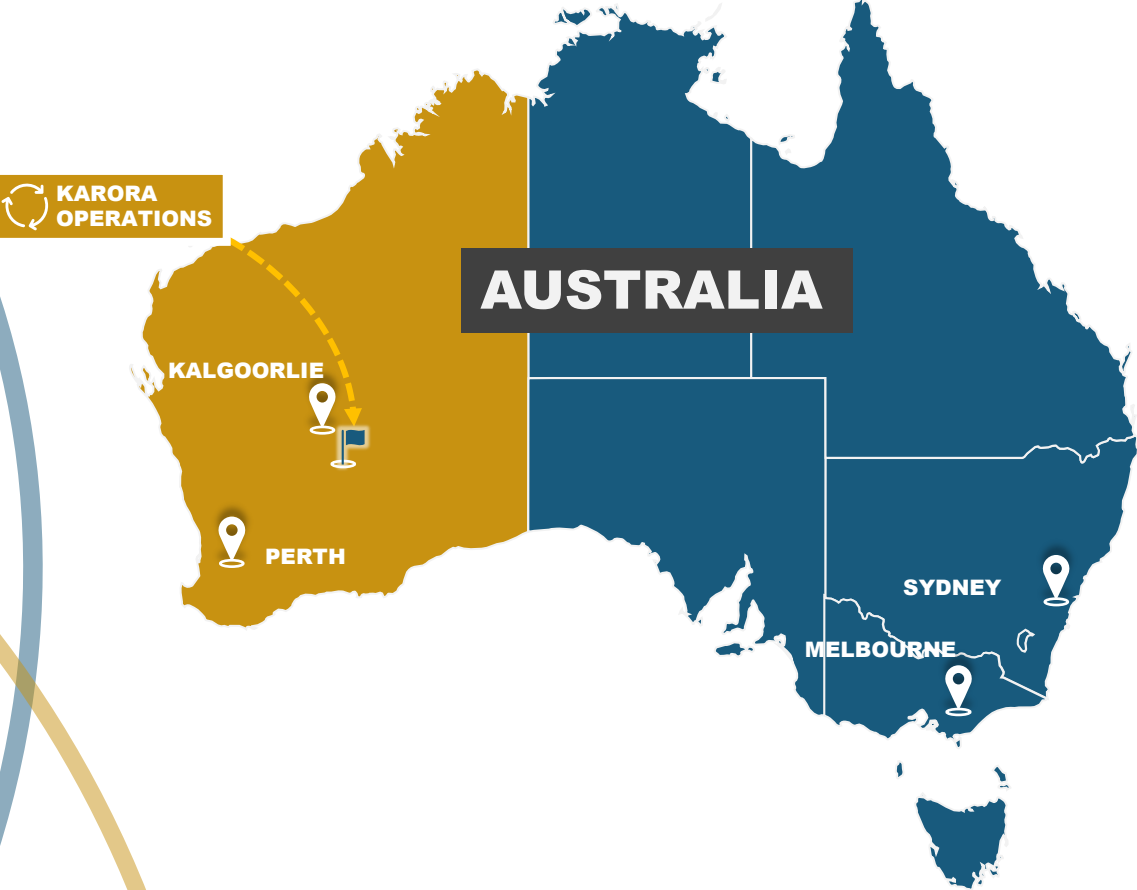 KARORA
OPERATIONS
AUSTRALIA
KALGOORLIE
PERTH
SYDNEY
MELBOURNE